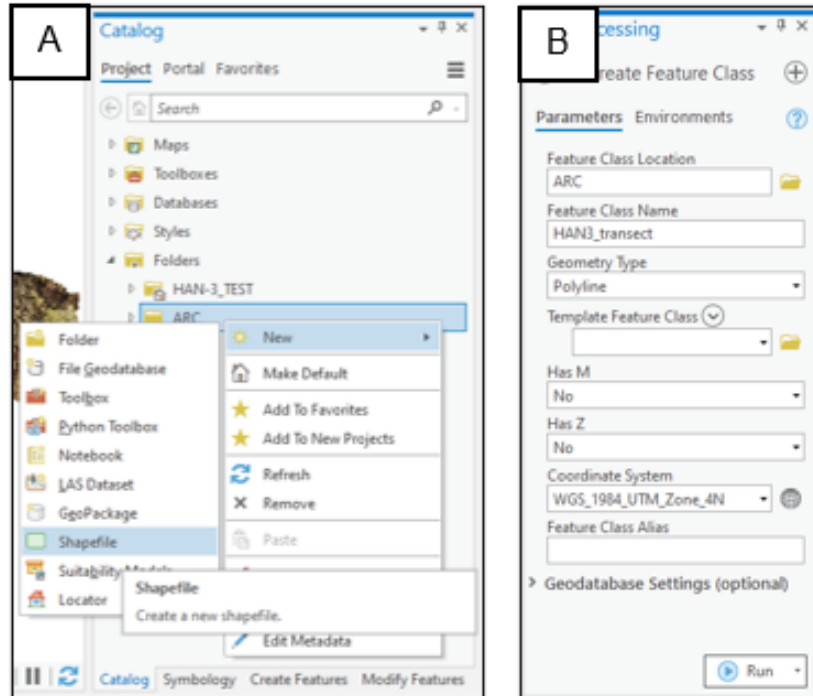 A
Catalog
Project Portal Favorites
Search
Maps
Toolboxes
Databases
Styles
Folders
HAN-3_TEST
ARC
Folder
File Geodatabase
Toolbox
Python Toolbox
Notebook
LAS Dataset
GeoPackage
Shapefile
Suitability Models
Locator
New
Make Default
Add To Favorites
Add To New Projects
Refresh
Remove
Paste
Shapefile
Create a new shapefile.
Edit Metadata
Catalog Symbology Create Features Modify Features
B
cessing
reate Feature Class
Parameters Environments
Feature Class Location
ARC
Feature Class Name
HAN3_transect
Geometry Type
Polyline
Template Feature Class
Has M
No
Has Z
No
Coordinate System
WGS_1984_UTM_Zone_4N
Feature Class Alias
Geodatabase Settings (optional)
Run